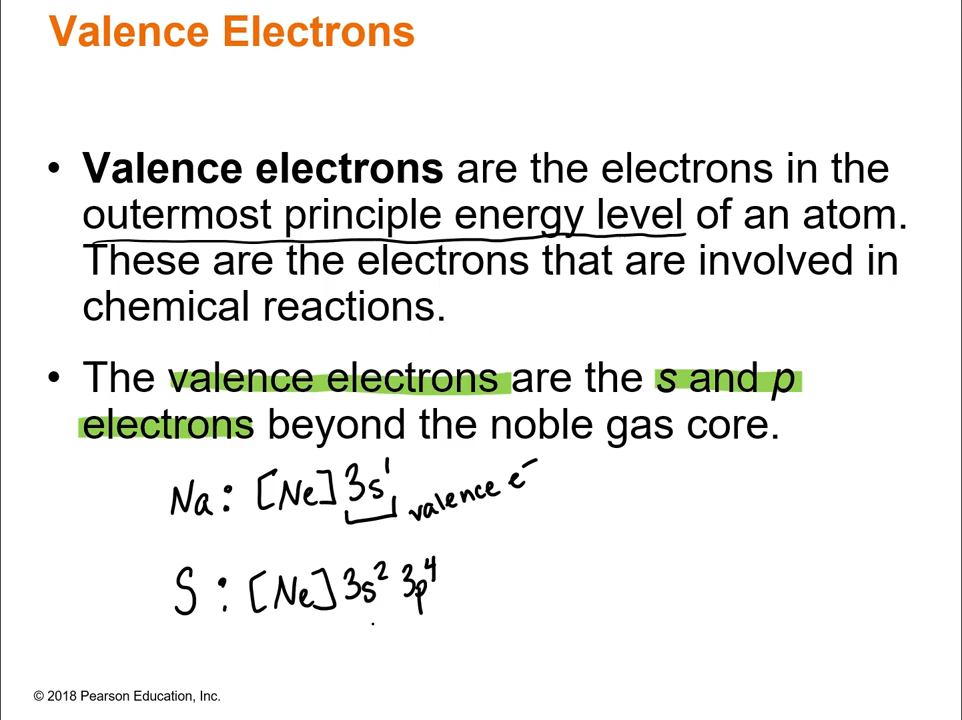 Valence Electrons
• Valence electrons are the electrons in the
outermost principle energy level of an atom.
These are the electrons that are involved in
chemical reactions.
• The valence electrons are the s and p
electrons beyond the noble gas core.
Na: [Ne]3s¹ valence e⁻
S: [Ne]3s² 3p⁴
© 2018 Pearson Education, Inc.